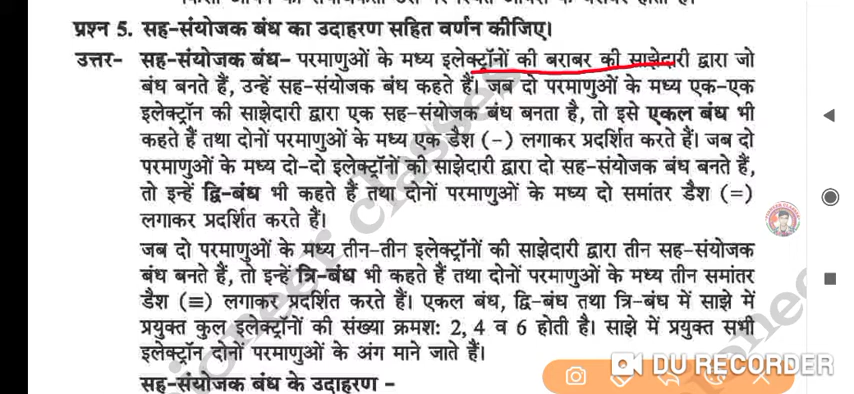 प्रश्न 5. सह-संयोजक बंध का उदाहरण सहित वर्णन कीजिए।
उत्तर- सह-संयोजक बंध- परमाणुओं के मध्य इलेक्ट्रॉनों की बराबर की साझेदारी द्वारा जो
बंध बनते हैं, उन्हें सह-संयोजक बंध कहते हैं। जब दो परमाणुओं के मध्य एक-एक
इलेक्ट्रॉन की साझेदारी द्वारा एक सह-संयोजक बंध बनता है, तो इसे एकल बंध भी
कहते हैं तथा दोनों परमाणुओं के मध्य एक डैश (-) लगाकर प्रदर्शित करते हैं। जब दो
परमाणुओं के मध्य दो-दो इलेक्ट्रॉनों की साझेदारी द्वारा दो सह-संयोजक बंध बनते हैं,
तो इन्हें द्वि-बंध भी कहते हैं तथा दोनों परमाणुओं के मध्य दो समांतर डैश (=)
लगाकर प्रदर्शित करते हैं।
जब दो परमाणुओं के मध्य तीन-तीन इलेक्ट्रॉनों की साझेदारी द्वारा तीन सह-संयोजक
बंध बनते हैं, तो इन्हें त्रि-बंध भी कहते हैं तथा दोनों परमाणुओं के मध्य तीन समांतर
डैश (≡) लगाकर प्रदर्शित करते हैं। एकल बंध, द्वि-बंध तथा त्रि-बंध में साझे में
प्रयुक्त कुल इलेक्ट्रॉनों की संख्या क्रमश: 2, 4 व 6 होती है। साझे में प्रयुक्त सभी
इलेक्ट्रॉन दोनों परमाणुओं के अंग माने जाते हैं।
DU RECORDER
सह-संयोजक बंध के उदाहरण -